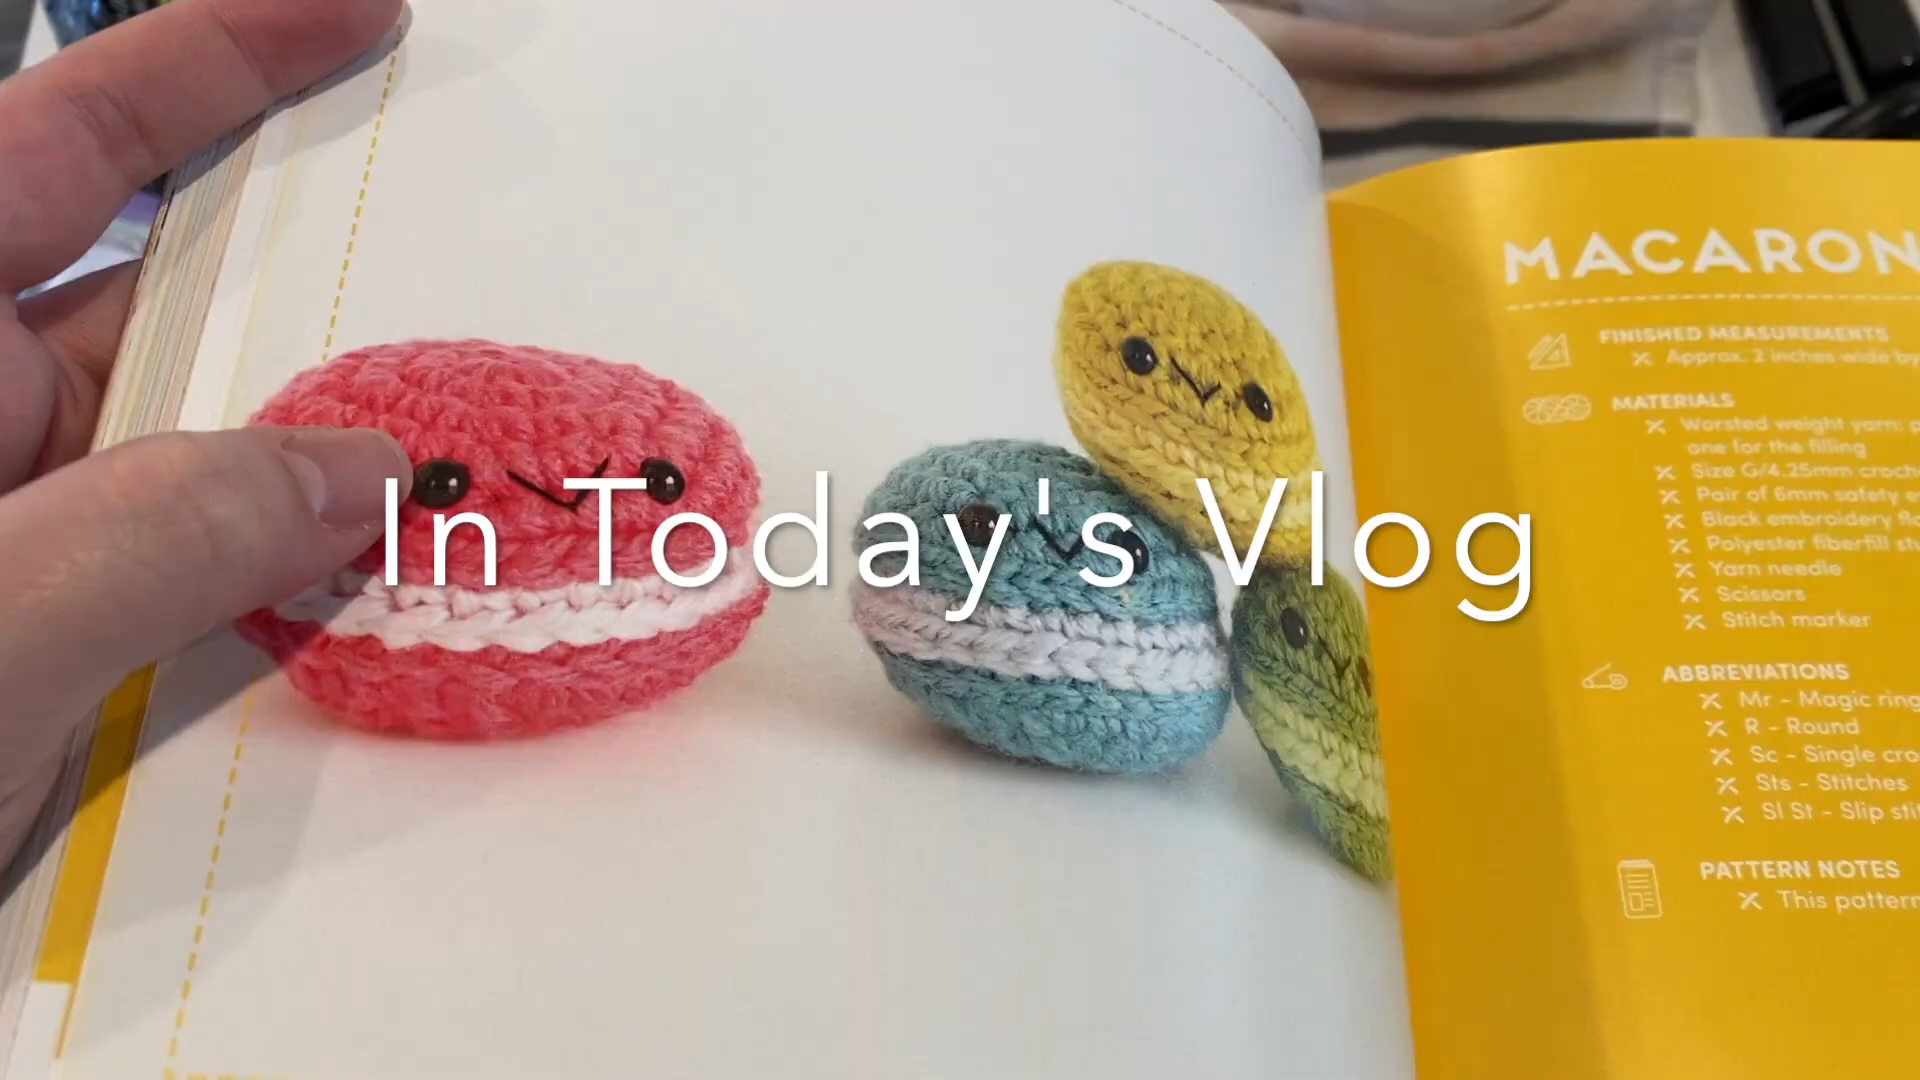 In Today's Vlog
MACARON
FINISHED MEASUREMENTS
Approx. 2 inches wide by
MATERIALS
Worsted weight yarn:
one for the filling
Size G/4.25mm
Pair of 6mm safety
Black embroidery
Polyester fiberfill
Yarn needle
Scissors
Stitch marker
ABBREVIATIONS
Mr - Magic ring
R - Round
Sc - Single
Sts - Stitches
Sl St - Slip
PATTERN NOTES
This pattern